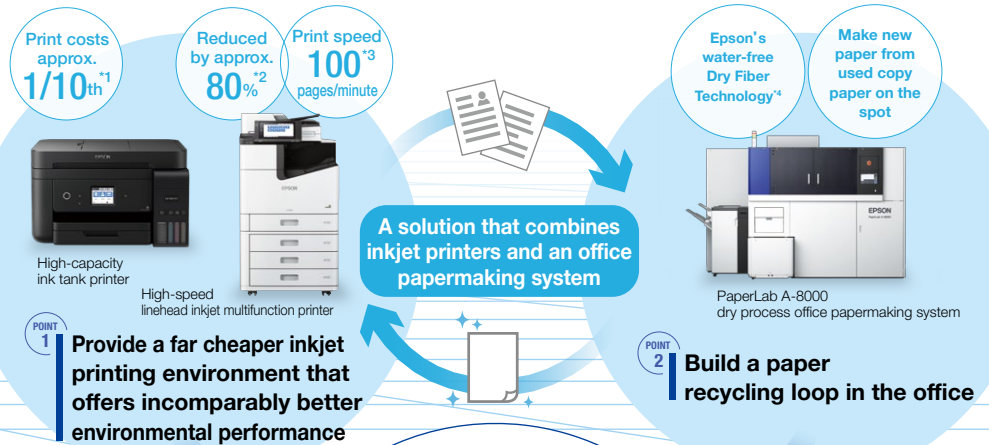 Print costs
approx.
1/10th*1
Reduced
by approx.
80%*2
Print speed
100*3
pages/minute
EPSON
High-capacity
ink tank printer
EPSON
High-speed
linehead inkjet multifunction printer
POINT
1
Provide a far cheaper inkjet
printing environment that
offers incomparably better
environmental performance
A solution that combines
inkjet printers and an office
papermaking system
Epson's
water-free
Dry Fiber
Technology*4
Make new
paper from
used copy
paper on the
spot
EPSON
PaperLab A-8000
PaperLab A-8000
dry process office papermaking system
POINT
2
Build a paper
recycling loop in the office